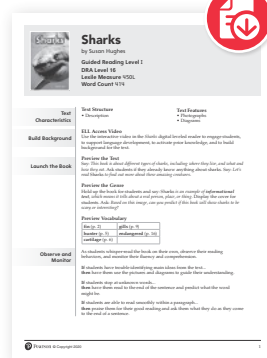 Sharks
Sharks
by Susan Hughes
Guided Reading Level I
DRA Level 16
Lexile Measure 450L
Word Count 414
Text Characteristics
Text Structure
• Description
Text Features
• Photographs
• Diagrams
Build Background
ELL Access Video
Use the interactive video in the Sharks digital leveled reader to engage students,
to support language development, to activate prior knowledge, and to build
background for the text.
Launch the Book
Preview the Text
Say: This book is about different types of sharks, including where they live, and what and
how they eat. Ask students if they already know anything about sharks. Say: Let's
read Sharks to find out more about these amazing creatures.
Preview the Genre
Hold up the book for students and say: Sharks is an example of informational
text, which means it tells about a real person, place, or thing. Display the cover for
students. Ask: Based on this image, can you predict if this book will show sharks to be
scary or interesting?
Preview Vocabulary
fin (p. 2) gills (p. 9)
hunter (p. 5) endangered (p. 16)
cartilage (p. 6)
Observe and Monitor
As students whisper-read the book on their own, observe their reading
behaviors, and monitor their fluency and comprehension.
If students have trouble identifying main ideas from the text...
then have them use the pictures and diagrams to guide their understanding.
If students stop at unknown words...
then have them read to the end of the sentence and predict what the word
might be.
If students are able to read smoothly within a paragraph...
then praise them for their good reading and ask them what they do as they come
to the end of a sentence.
Pearson © Copyright 2020
1